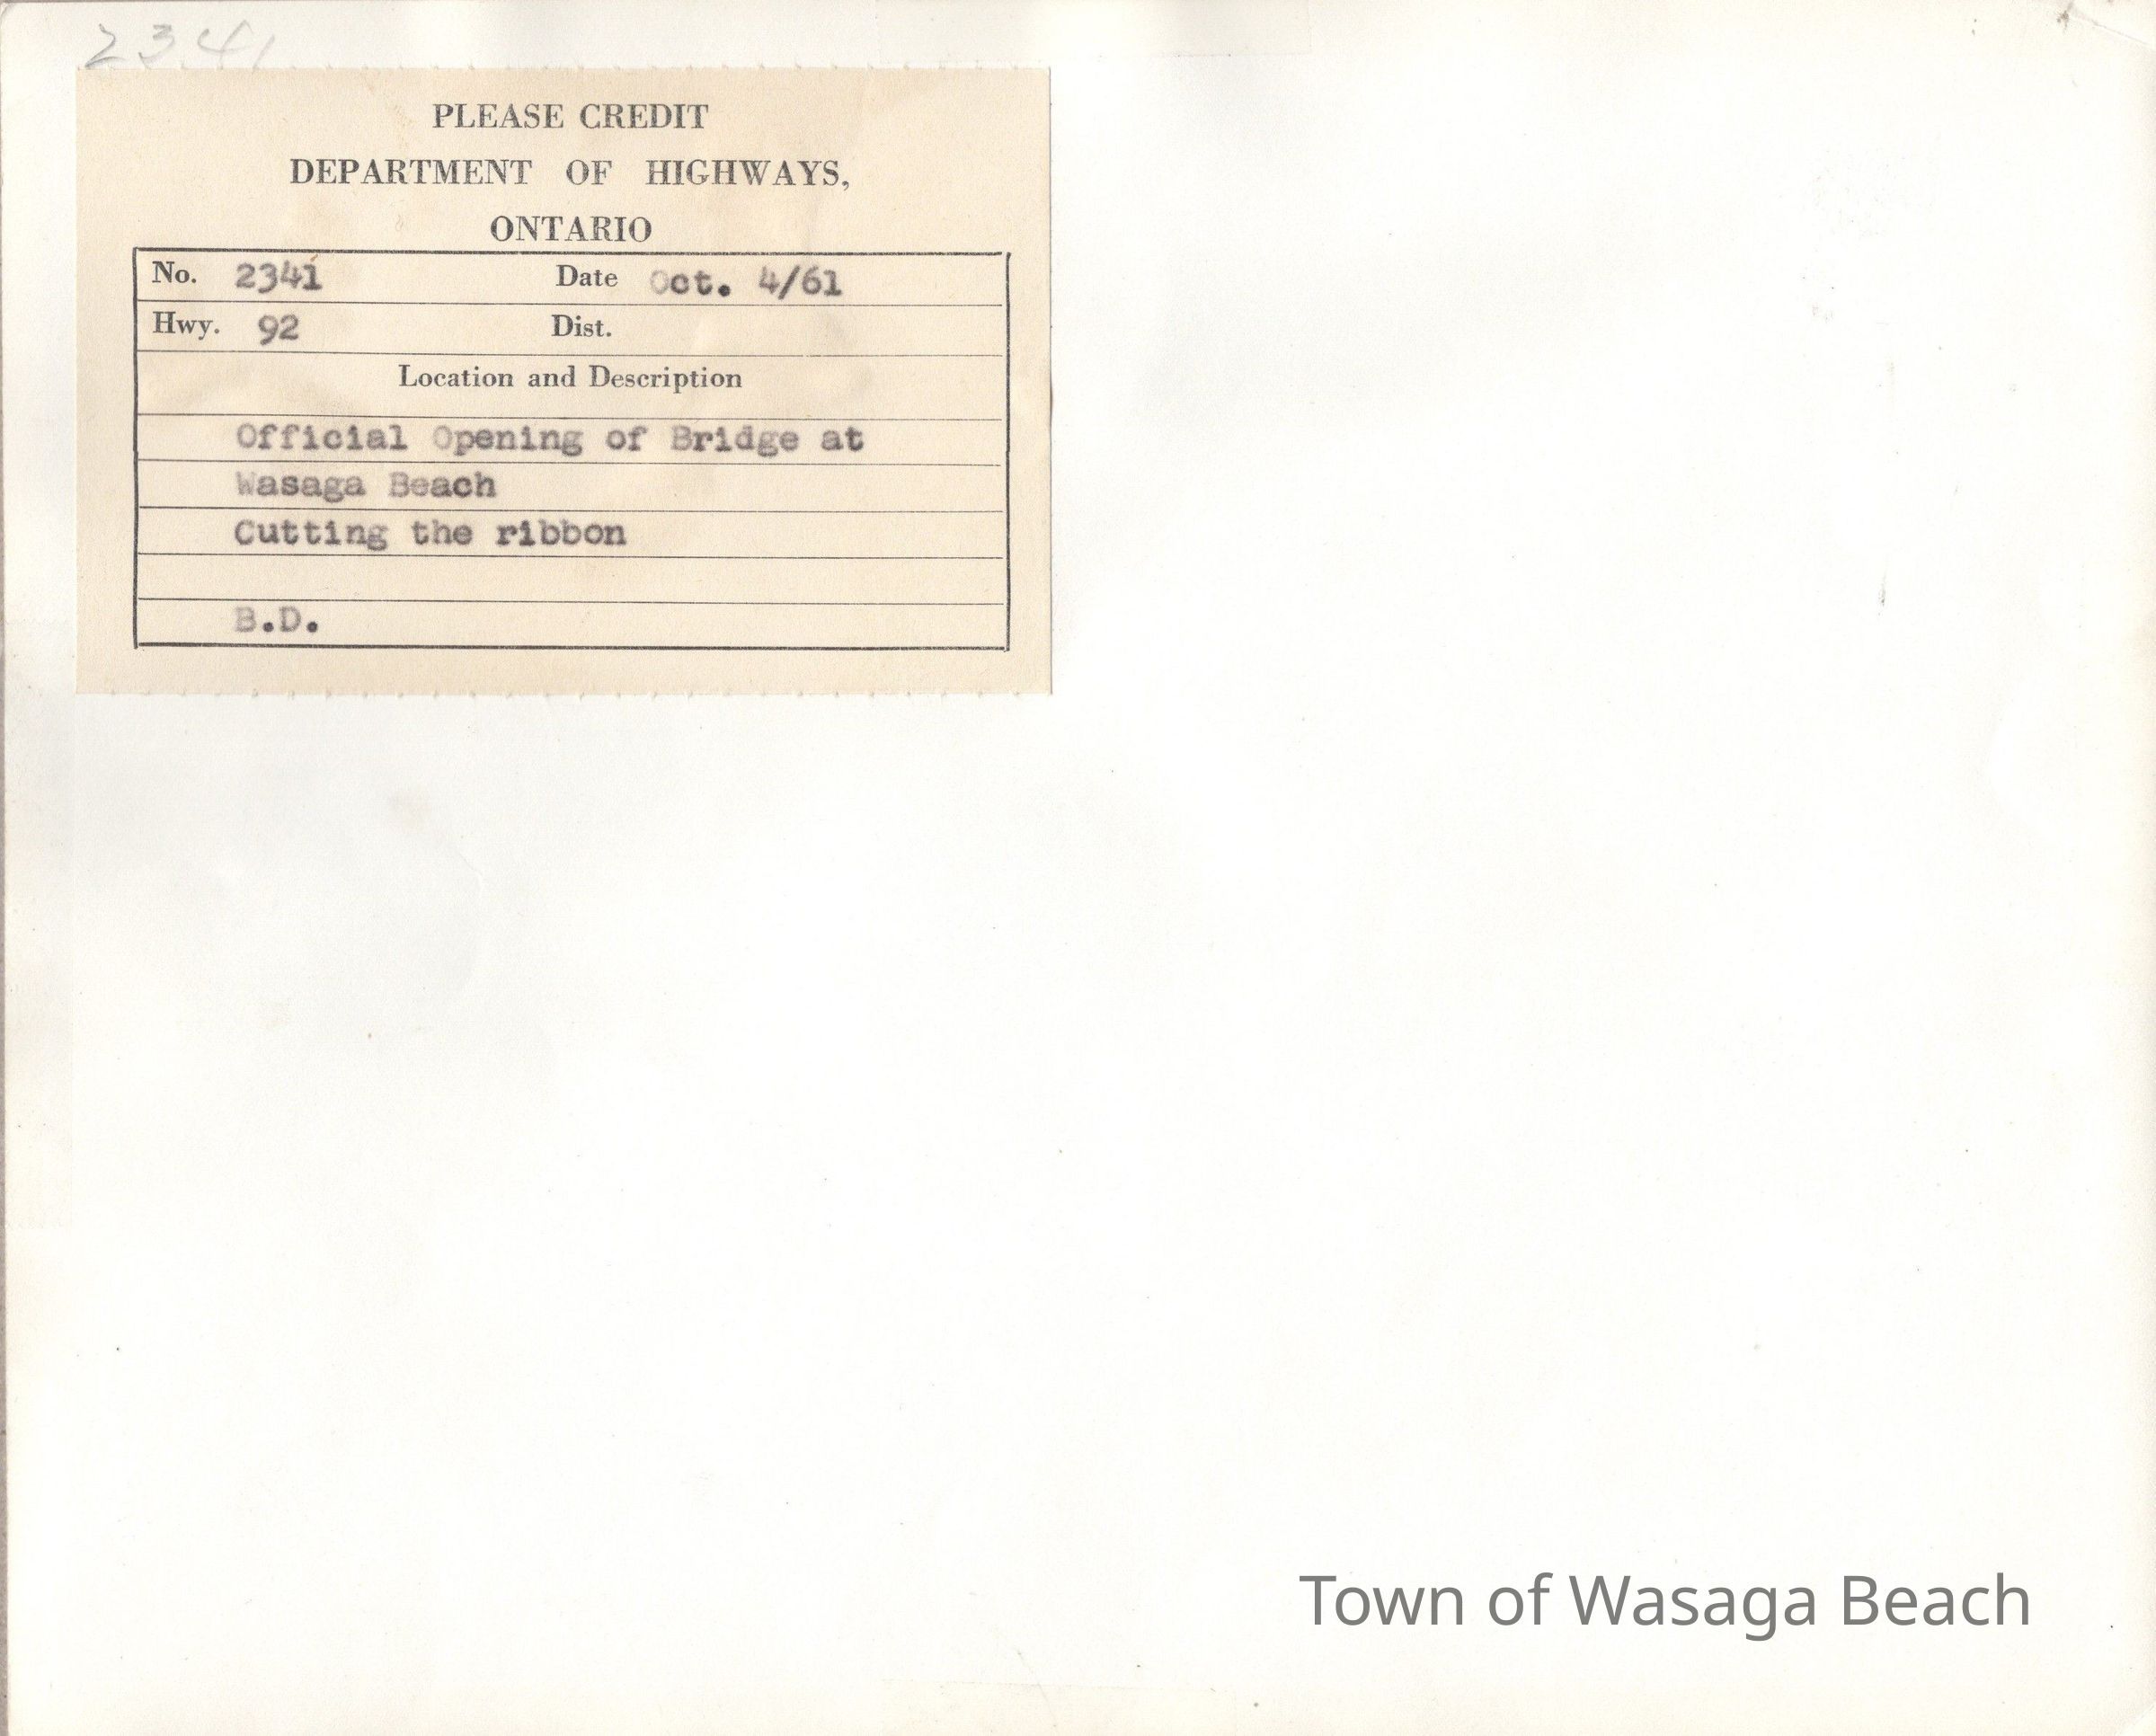 2341
PLEASE CREDIT
DEPARTMENT OF HIGHWAYS,
ONTARIO
No. 2341 Date Oct. 4/61
Hwy. 92 Dist.
Location and Description
Official Opening of Bridge at
Wasaga Beach
Cutting the ribbon
B.D.
Town of Wasaga Beach